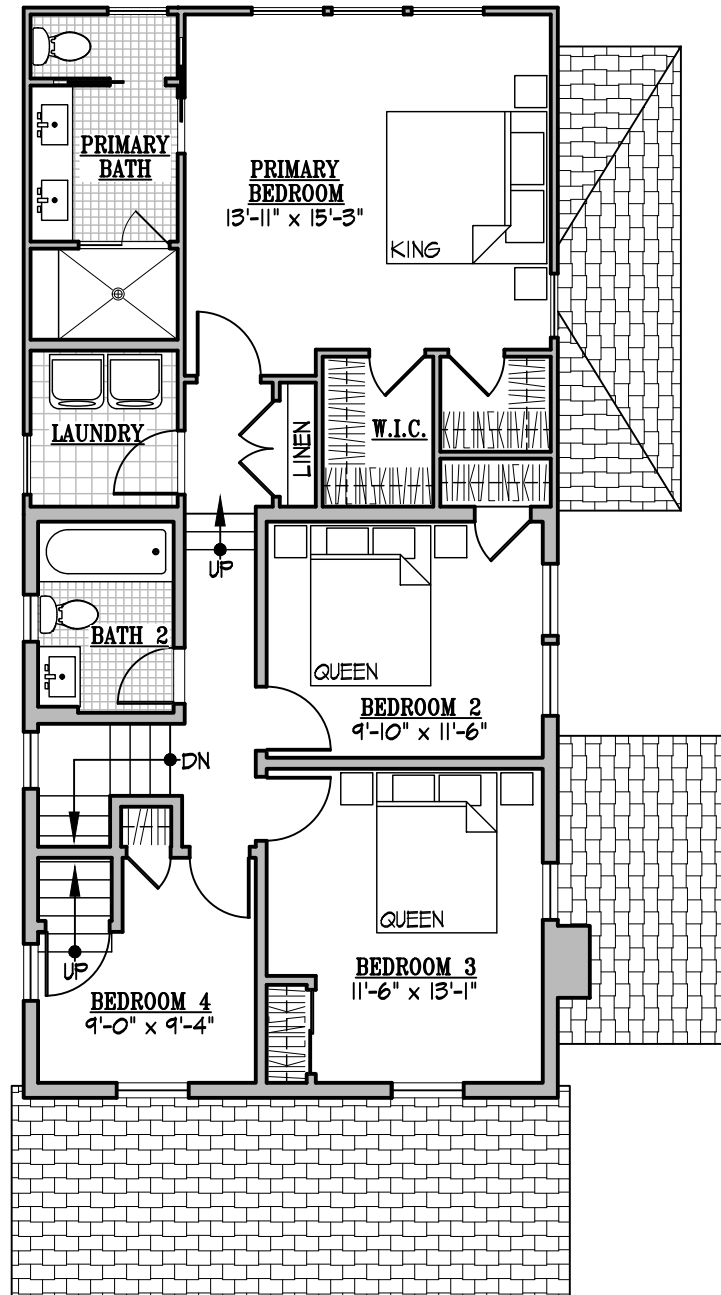 PRIMARY
BATH
PRIMARY
BEDROOM
13'-11" x 15'-3"
KING
LAUNDRY
LINEN
W.I.C.
UP
BATH 2
QUEEN
BEDROOM 2
9'-10" x 11'-6"
DN
QUEEN
UP
BEDROOM 3
11'-6" x 13'-1"
BEDROOM 4
9'-0" x 9'-4"